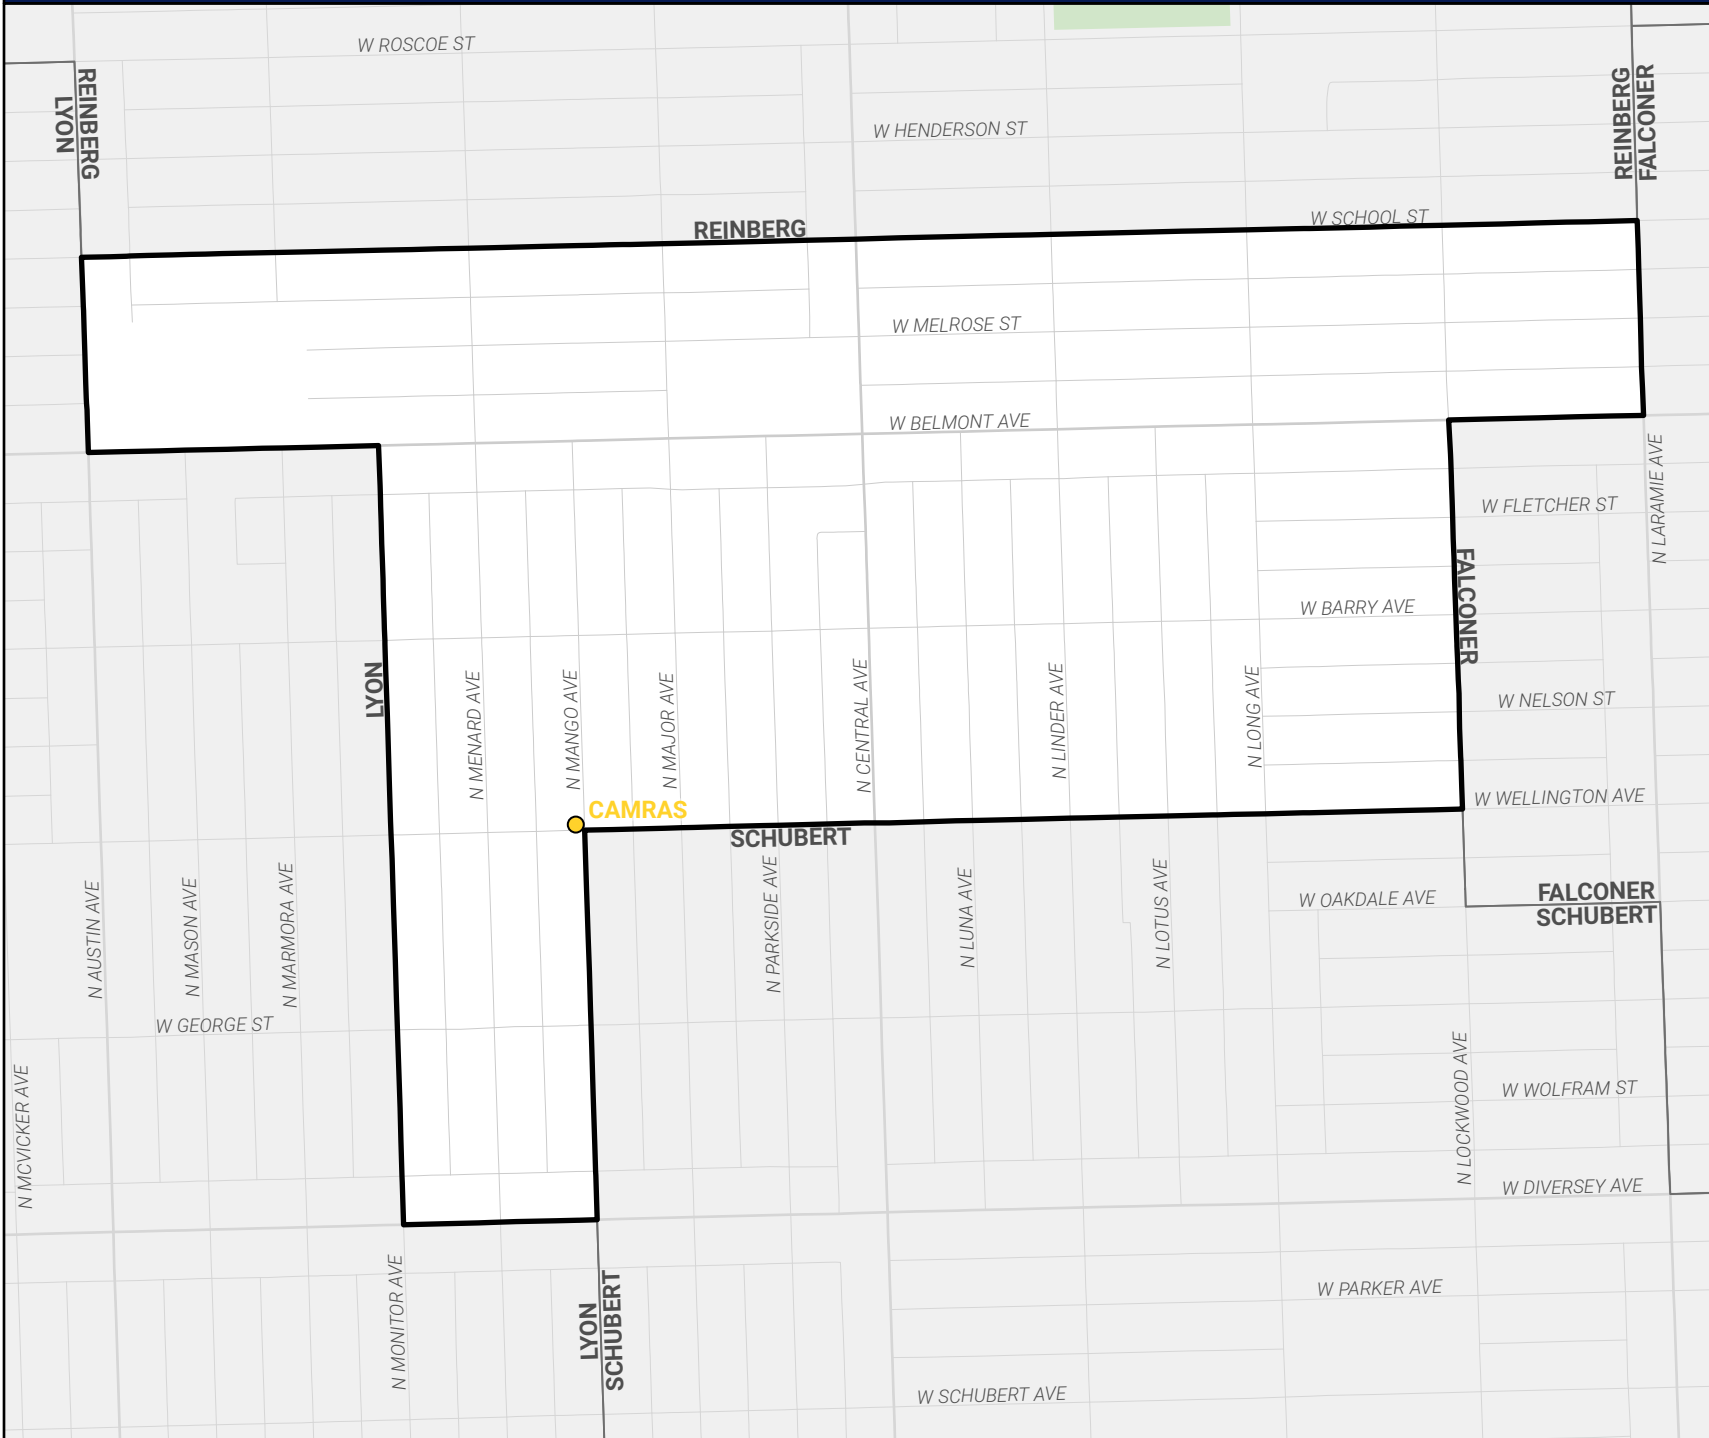 W ROSCOE ST
REINBERG
LYON
REINBERG
FALCONER
W HENDERSON ST
W SCHOOL ST
REINBERG
W MELROSE ST
W BELMONT AVE
N LARAMIE AVE
W FLETCHER ST
FALCONER
W BARRY AVE
LYON
N MENARD AVE
N MANGO AVE
N MAJOR AVE
N CENTRAL AVE
N LINDER AVE
N LONG AVE
W NELSON ST
W WELLINGTON AVE
CAMRAS
SCHUBERT
N AUSTIN AVE
N MASON AVE
N MARMORA AVE
N PARKSIDE AVE
N LUNA AVE
N LOTUS AVE
W OAKDALE AVE
FALCONER
SCHUBERT
W GEORGE ST
N MCVICKER AVE
N LOCKWOOD AVE
W WOLFRAM ST
W DIVERSEY AVE
N MONITOR AVE
LYON
SCHUBERT
W PARKER AVE
W SCHUBERT AVE